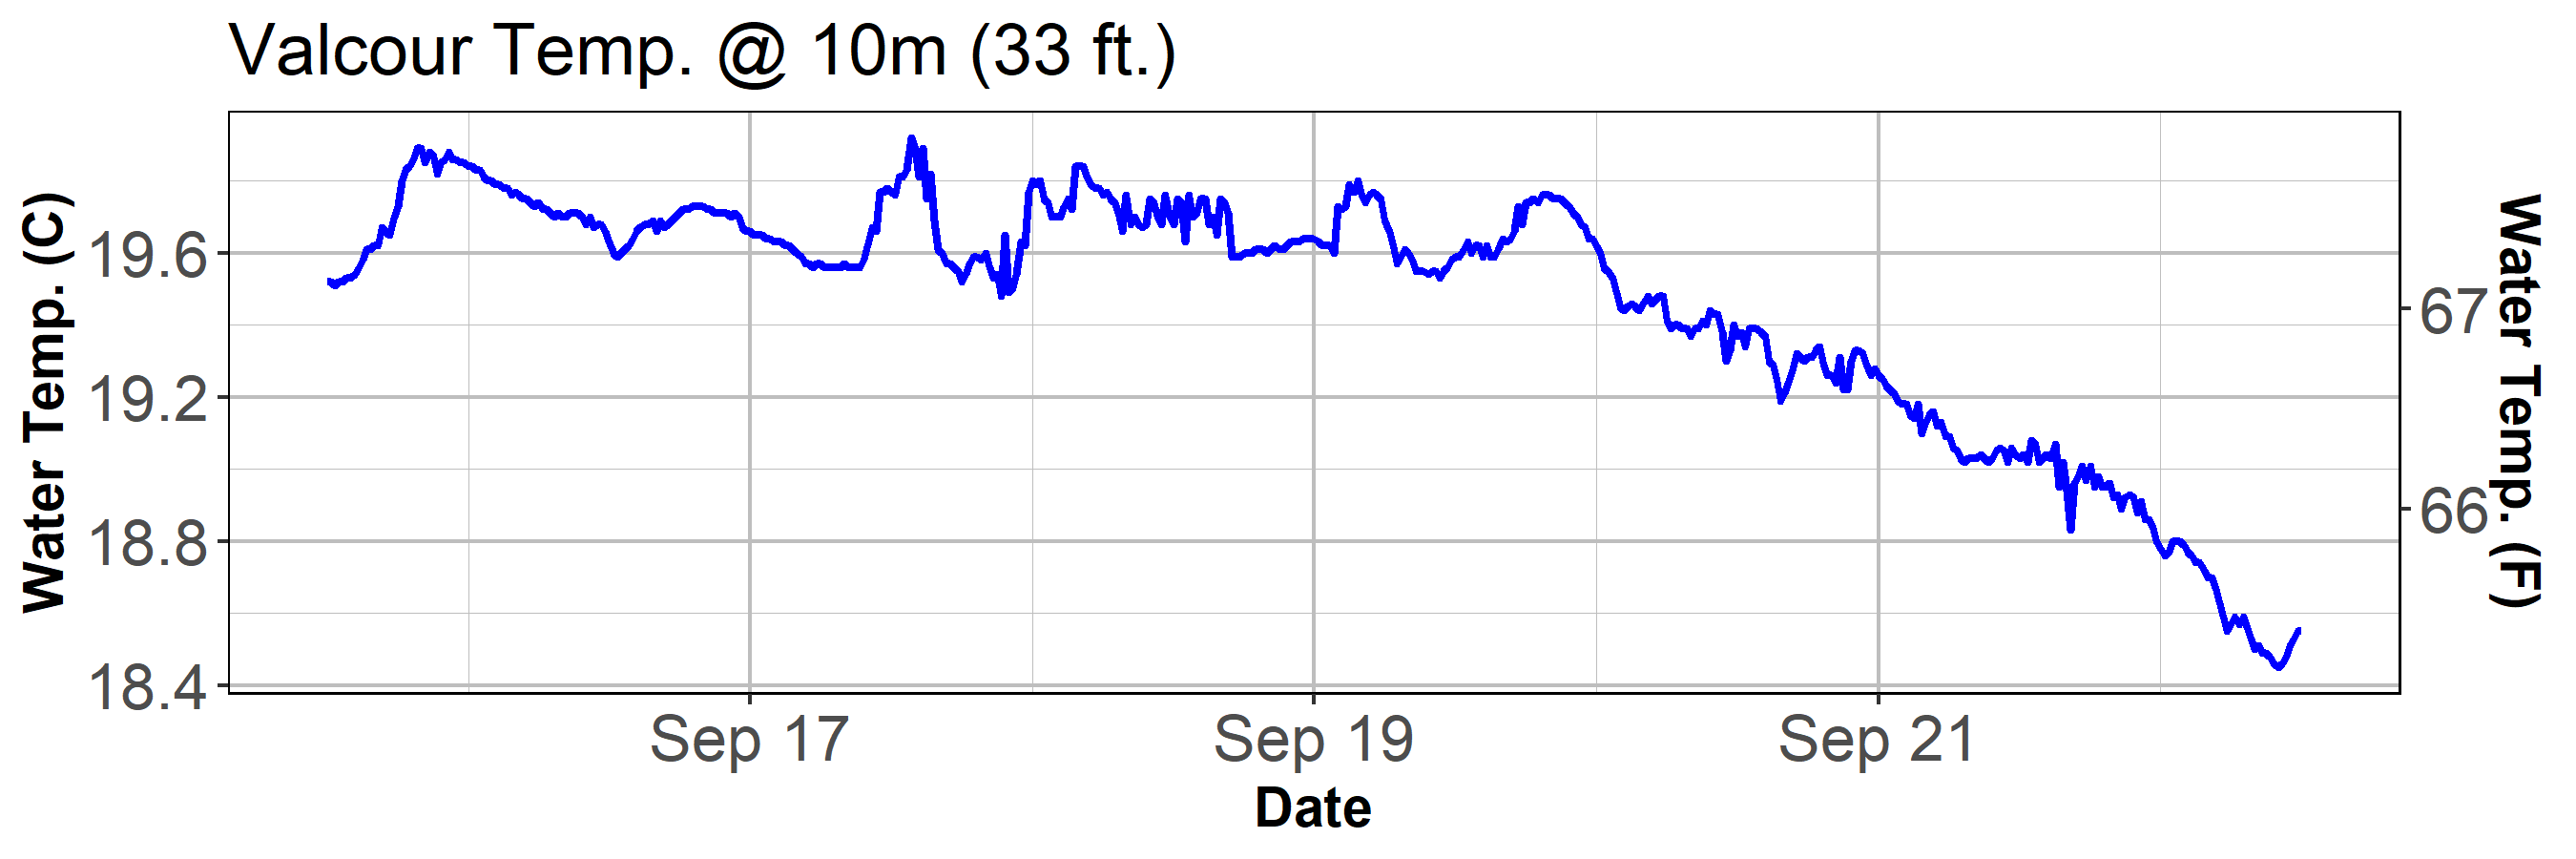 Valcour Temp. @ 10m (33 ft.)
Water Temp. (C)
19.6
19.2
18.8
18.4
67
66
Water Temp. (F)
Sep 17
Sep 19
Sep 21
Date